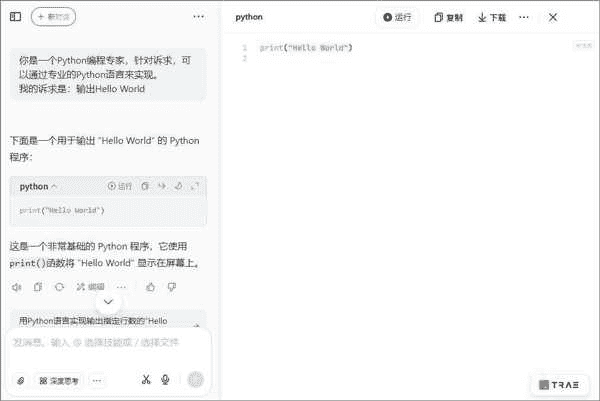 + 新对话
你是一个Python编程专家，针对诉求，可
以通过专业的Python语言来实现。
我的诉求是：输出Hello World
下面是一个用于输出 "Hello World" 的 Python
程序：
python 运行
print("Hello World")
这是一个非常基础的 Python 程序，它使用
print()函数将 "Hello World" 显示在屏幕上。
编辑
用Python语言实现输出指定行数的"Hello
发消息、输入 @ 选择技能或 / 选择文件
深度思考
python 运行 复制 下载
1 print("Hello World")
2
TRAE